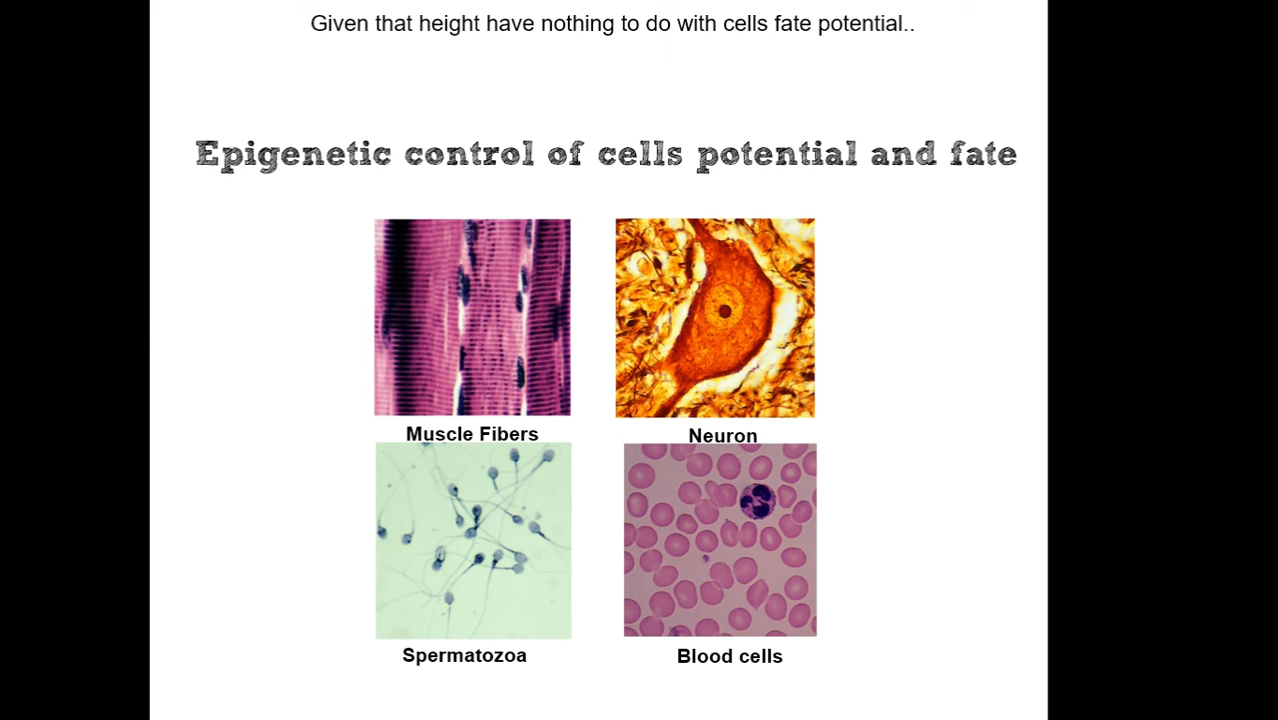 Given that height have nothing to do with cells fate potential..
Epigenetic control of cells potential and fate
Muscle Fibers
Neuron
Spermatozoa
Blood cells